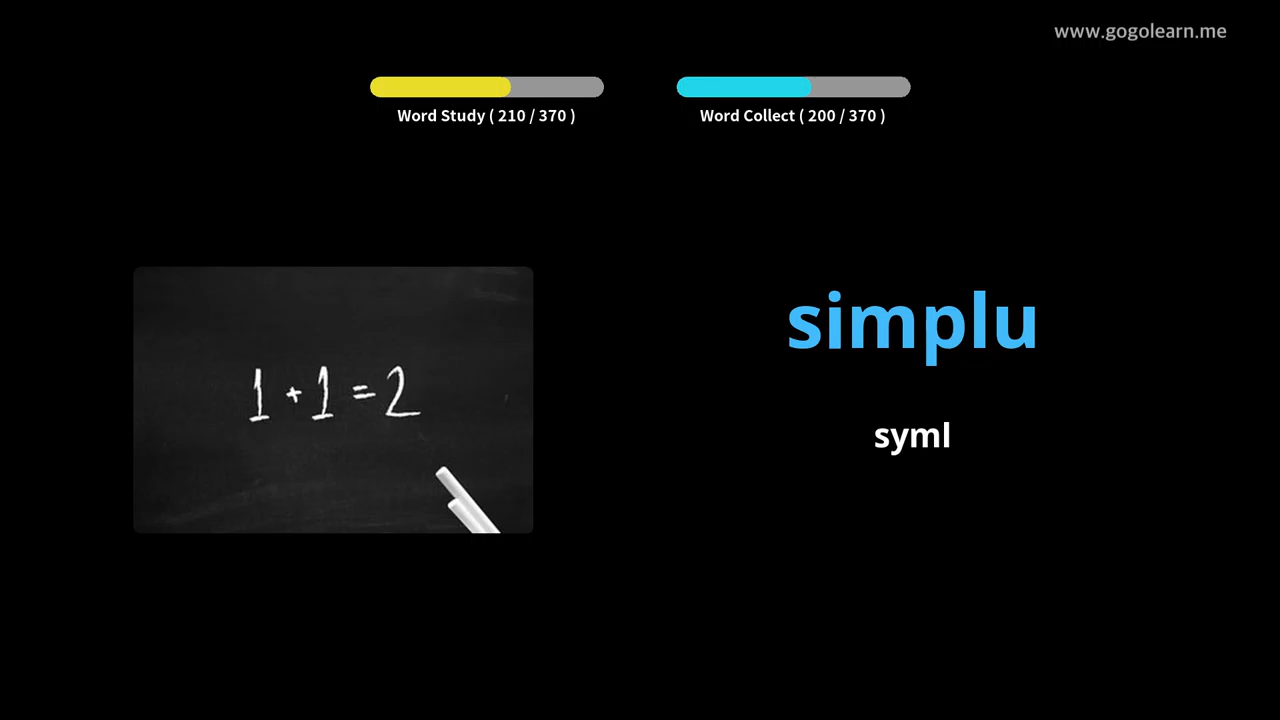 www.gogolearn.me
Word Study ( 210 / 370 )
Word Collect ( 200 / 370 )
simplu
1 + 1 = 2
syml